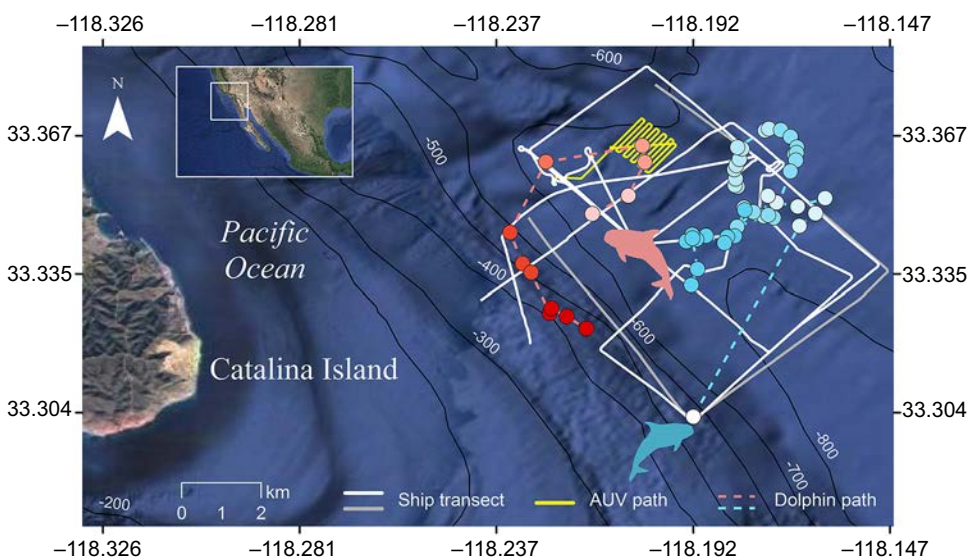 –118.326 –118.281 –118.237 –118.192 –118.147
-600
N
33.367 33.367
-500
Pacific
Ocean
33.335 33.335
-400
-300
-600
Catalina Island
33.304 33.304
-800
-700
km
0 1 2
Ship transect
AUV path
Dolphin path
-200
–118.326 –118.281 –118.237 –118.192 –118.147